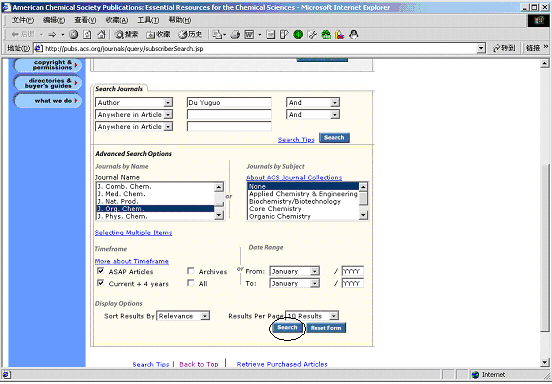 American Chemical Society Publications: Essential Resources for the Chemical Sciences - Microsoft Internet Explorer
文件(F) 编辑(E) 查看(V) 收藏(A) 工具(T) 帮助(H)
后退 搜索 收藏 历史
地址(D) http://pubs.acs.org/journals/query/subscriberSearch.jsp 转到 链接 »
copyright & permissions
directories & buyer's guides
what we do
Search Journals
Author Du Yuguo And
Anywhere in Article And
Anywhere in Article
Search Tips Search
Advanced Search Options
Journals by Name
Journal Name
J. Comb. Chem.
J. Med. Chem.
J. Nat. Prod.
J. Org. Chem.
J. Phys. Chem.
Selecting Multiple Items
or
Journals by Subject
About ACS Journal Collections
None
Applied Chemistry & Engineering
Biochemistry/Biotechnology
Core Chemistry
Organic Chemistry
Timeframe
More about Timeframe
ASAP Articles Archives
Current + 4 years All
or
Date Range
From: January / YYYY
To: January / YYYY
Display Options
Sort Results By Relevance Results Per Page 10 Results
Search Reset Form
Search Tips | Back to Top | Retrieve Purchased Articles
Internet